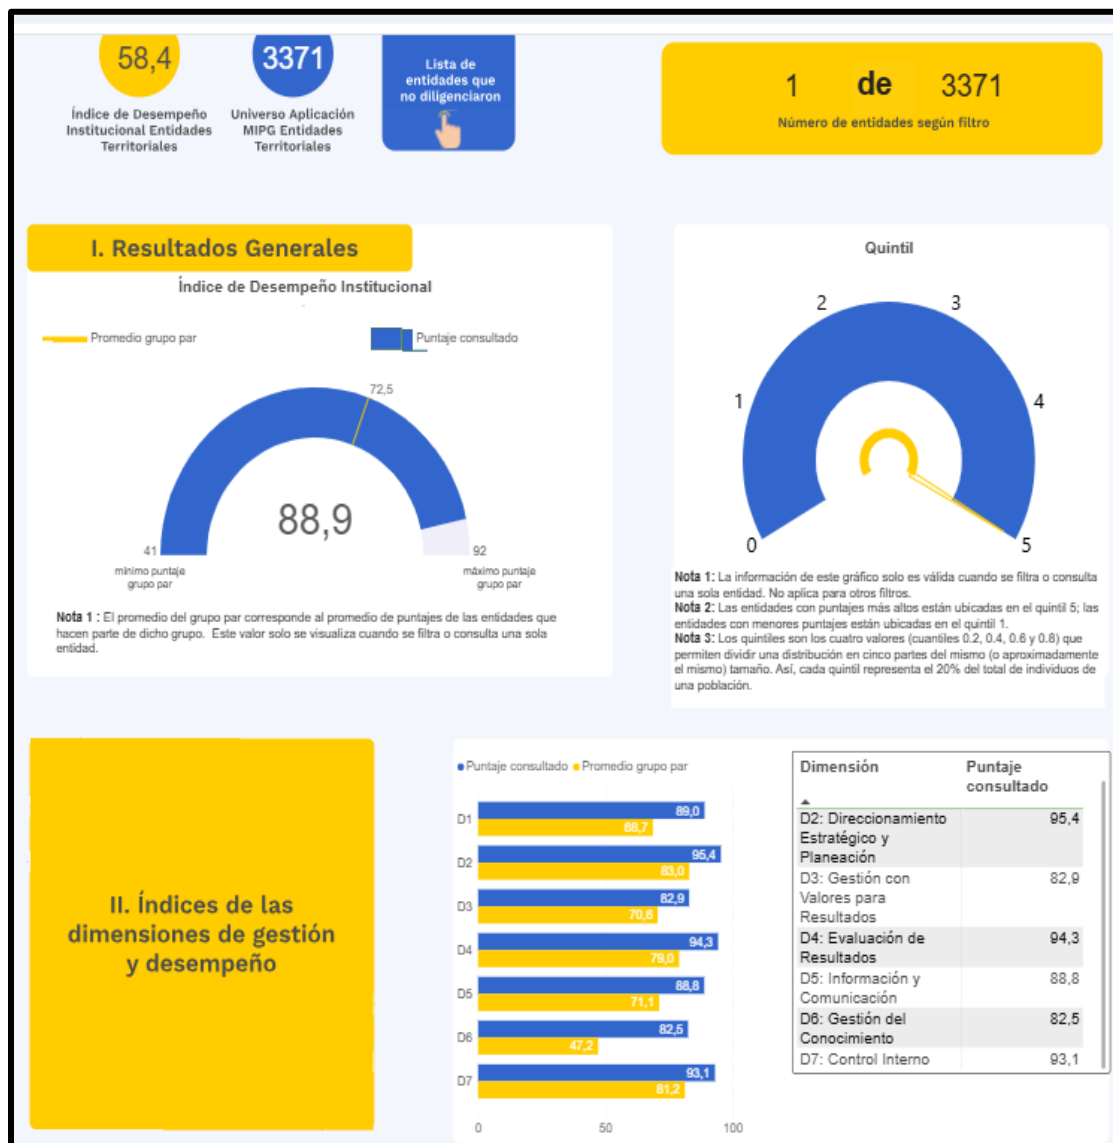 58,4
Índice de Desempeño
Institucional Entidades
Territoriales
3371
Universo Aplicación
MIPG Entidades
Territoriales
Lista de
entidades que
no diligenciaron
1 de 3371
Número de entidades según filtro
I. Resultados Generales
Índice de Desempeño Institucional
Promedio grupo par
Puntaje consultado
72,5
88,9
41
mínimo puntaje
grupo par
92
máximo puntaje
grupo par
Nota 1 : El promedio del grupo par corresponde al promedio de puntajes de las entidades que
hacen parte de dicho grupo. Este valor solo se visualiza cuando se filtra o consulta una sola
entidad.
Quintil
0
1
2
3
4
5
Nota 1: La información de este gráfico solo es válida cuando se filtra o consulta
una sola entidad. No aplica para otros filtros.
Nota 2: Las entidades con puntajes más altos están ubicadas en el quintil 5; las
entidades con menores puntajes están ubicadas en el quintil 1.
Nota 3: Los quintiles son los cuatro valores (cuantiles 0.2, 0.4, 0.6 y 0.8) que
permiten dividir una distribución en cinco partes del mismo (o aproximadamente
el mismo) tamaño. Así, cada quintil representa el 20% del total de individuos de
una población.
II. Índices de las
dimensiones de gestión
y desempeño
Puntaje consultado Promedio grupo par
D1
89,0
68,7
D2
95,4
83,0
D3
82,9
70,6
D4
94,3
79,0
D5
88,8
71,1
D6
82,5
47,2
D7
93,1
81,2
0 50 100
Dimensión
Puntaje
consultado
D2: Direccionamiento
Estratégico y
Planeación
95,4
D3: Gestión con
Valores para
Resultados
82,9
D4: Evaluación de
Resultados
94,3
D5: Información y
Comunicación
88,8
D6: Gestión del
Conocimiento
82,5
D7: Control Interno
93,1